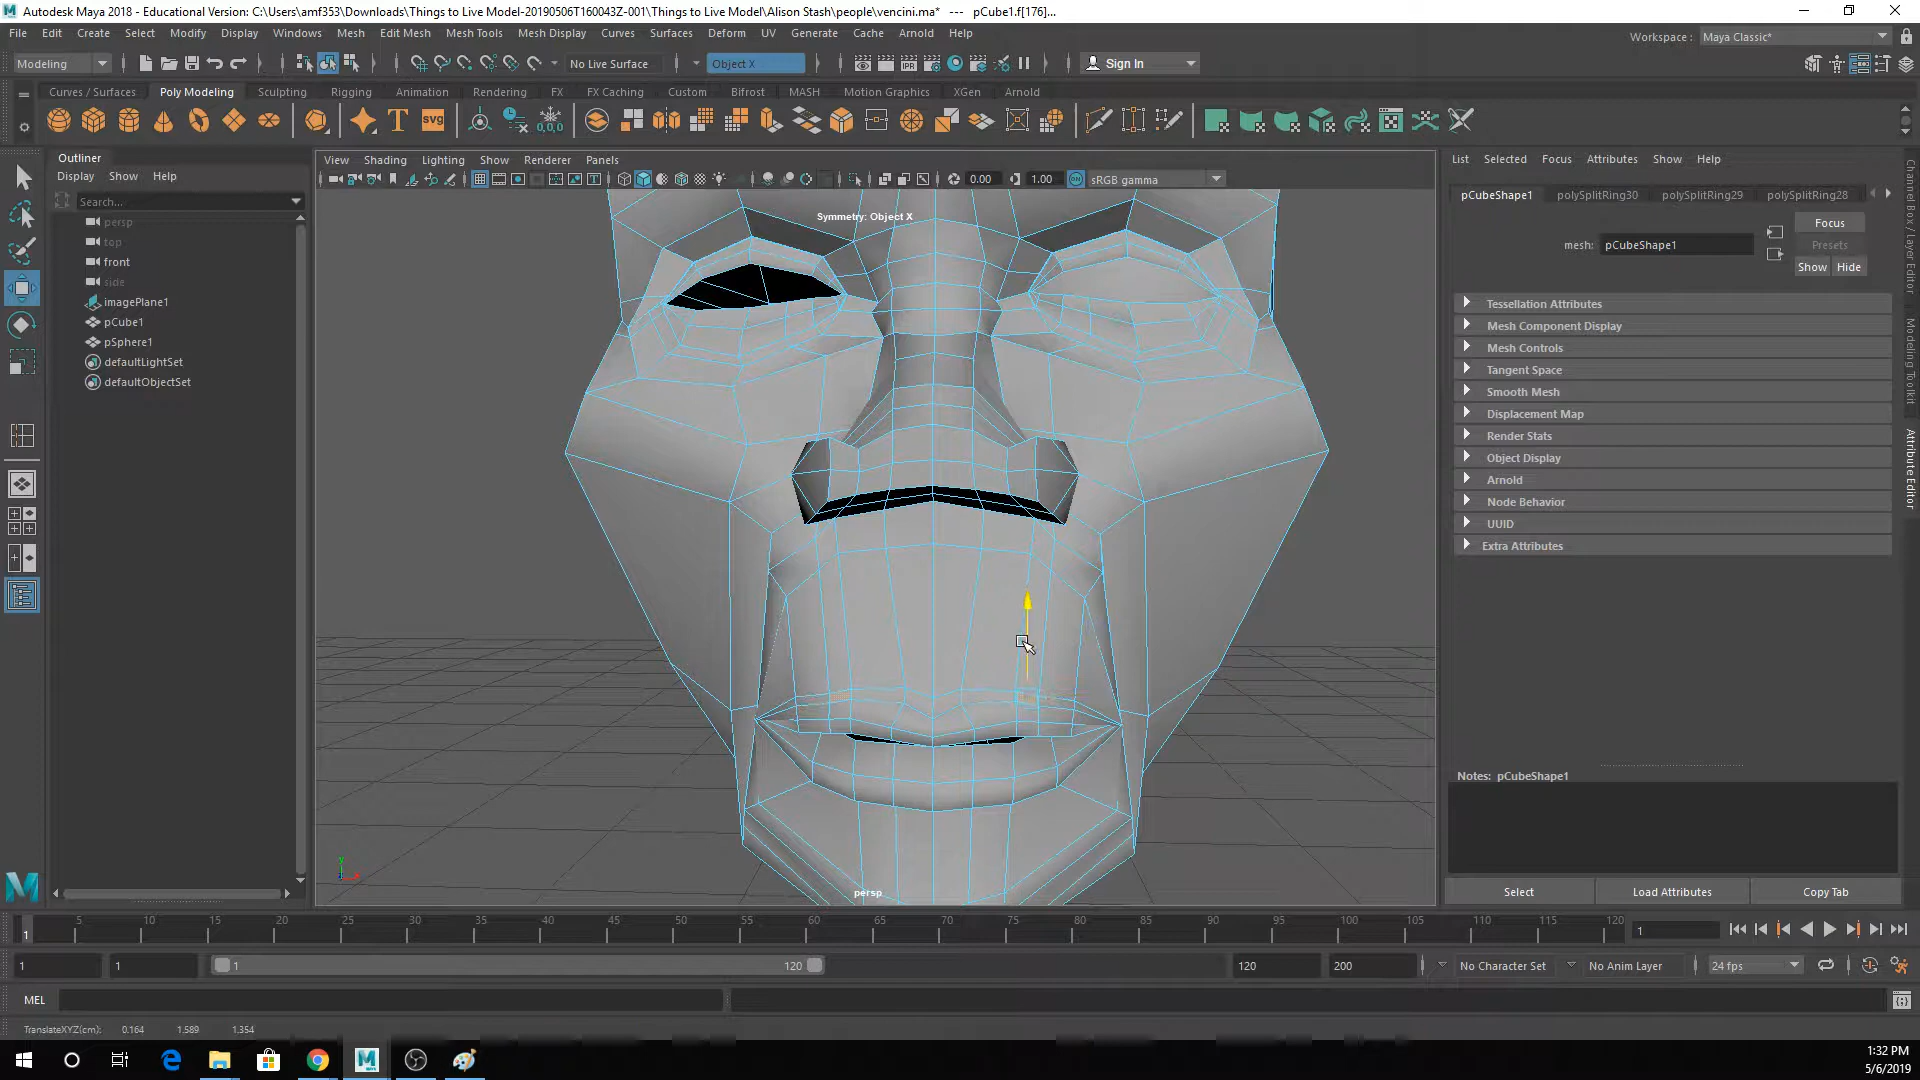 Autodesk Maya 2018 - Educational Version: C:\Users\amf353\Downloads\Things to Live Model-20190506T160043Z-001\Things to Live Model\Alison Stash\people\vencini.ma* --- pCube1.f[176]...
File Edit Create Select Modify Display Windows Mesh Edit Mesh Mesh Tools Mesh Display Curves Surfaces Deform UV Generate Cache Arnold Help
Workspace : Maya Classic*
Modeling No Live Surface Object X Sign In
Curves / Surfaces Poly Modeling Sculpting Rigging Animation Rendering FX FX Caching Custom Bifrost MASH Motion Graphics XGen Arnold
Outliner
Display Show Help
Search...
persp
top
front
side
imagePlane1
pCube1
pSphere1
defaultLightSet
defaultObjectSet
View Shading Lighting Show Renderer Panels
0.00 1.00 sRGB gamma
Symmetry: Object X
persp
List Selected Focus Attributes Show Help
pCubeShape1 polySplitRing30 polySplitRing29 polySplitRing28
mesh: pCubeShape1
Focus
Presets
Show Hide
Tessellation Attributes
Mesh Component Display
Mesh Controls
Tangent Space
Smooth Mesh
Displacement Map
Render Stats
Object Display
Arnold
Node Behavior
UUID
Extra Attributes
Notes: pCubeShape1
Select Load Attributes Copy Tab
Channel Box / Layer Editor
Modeling Toolkit
Attribute Editor
5 10 15 20 25 30 35 40 45 50 55 60 65 70 75 80 85 90 95 100 105 110 115 120
1 1
1 1 1 120 120 200 No Character Set No Anim Layer 24 fps
MEL
TranslateXYZ(cm): 0.164 1.589 1.354
1:32 PM
5/6/2019